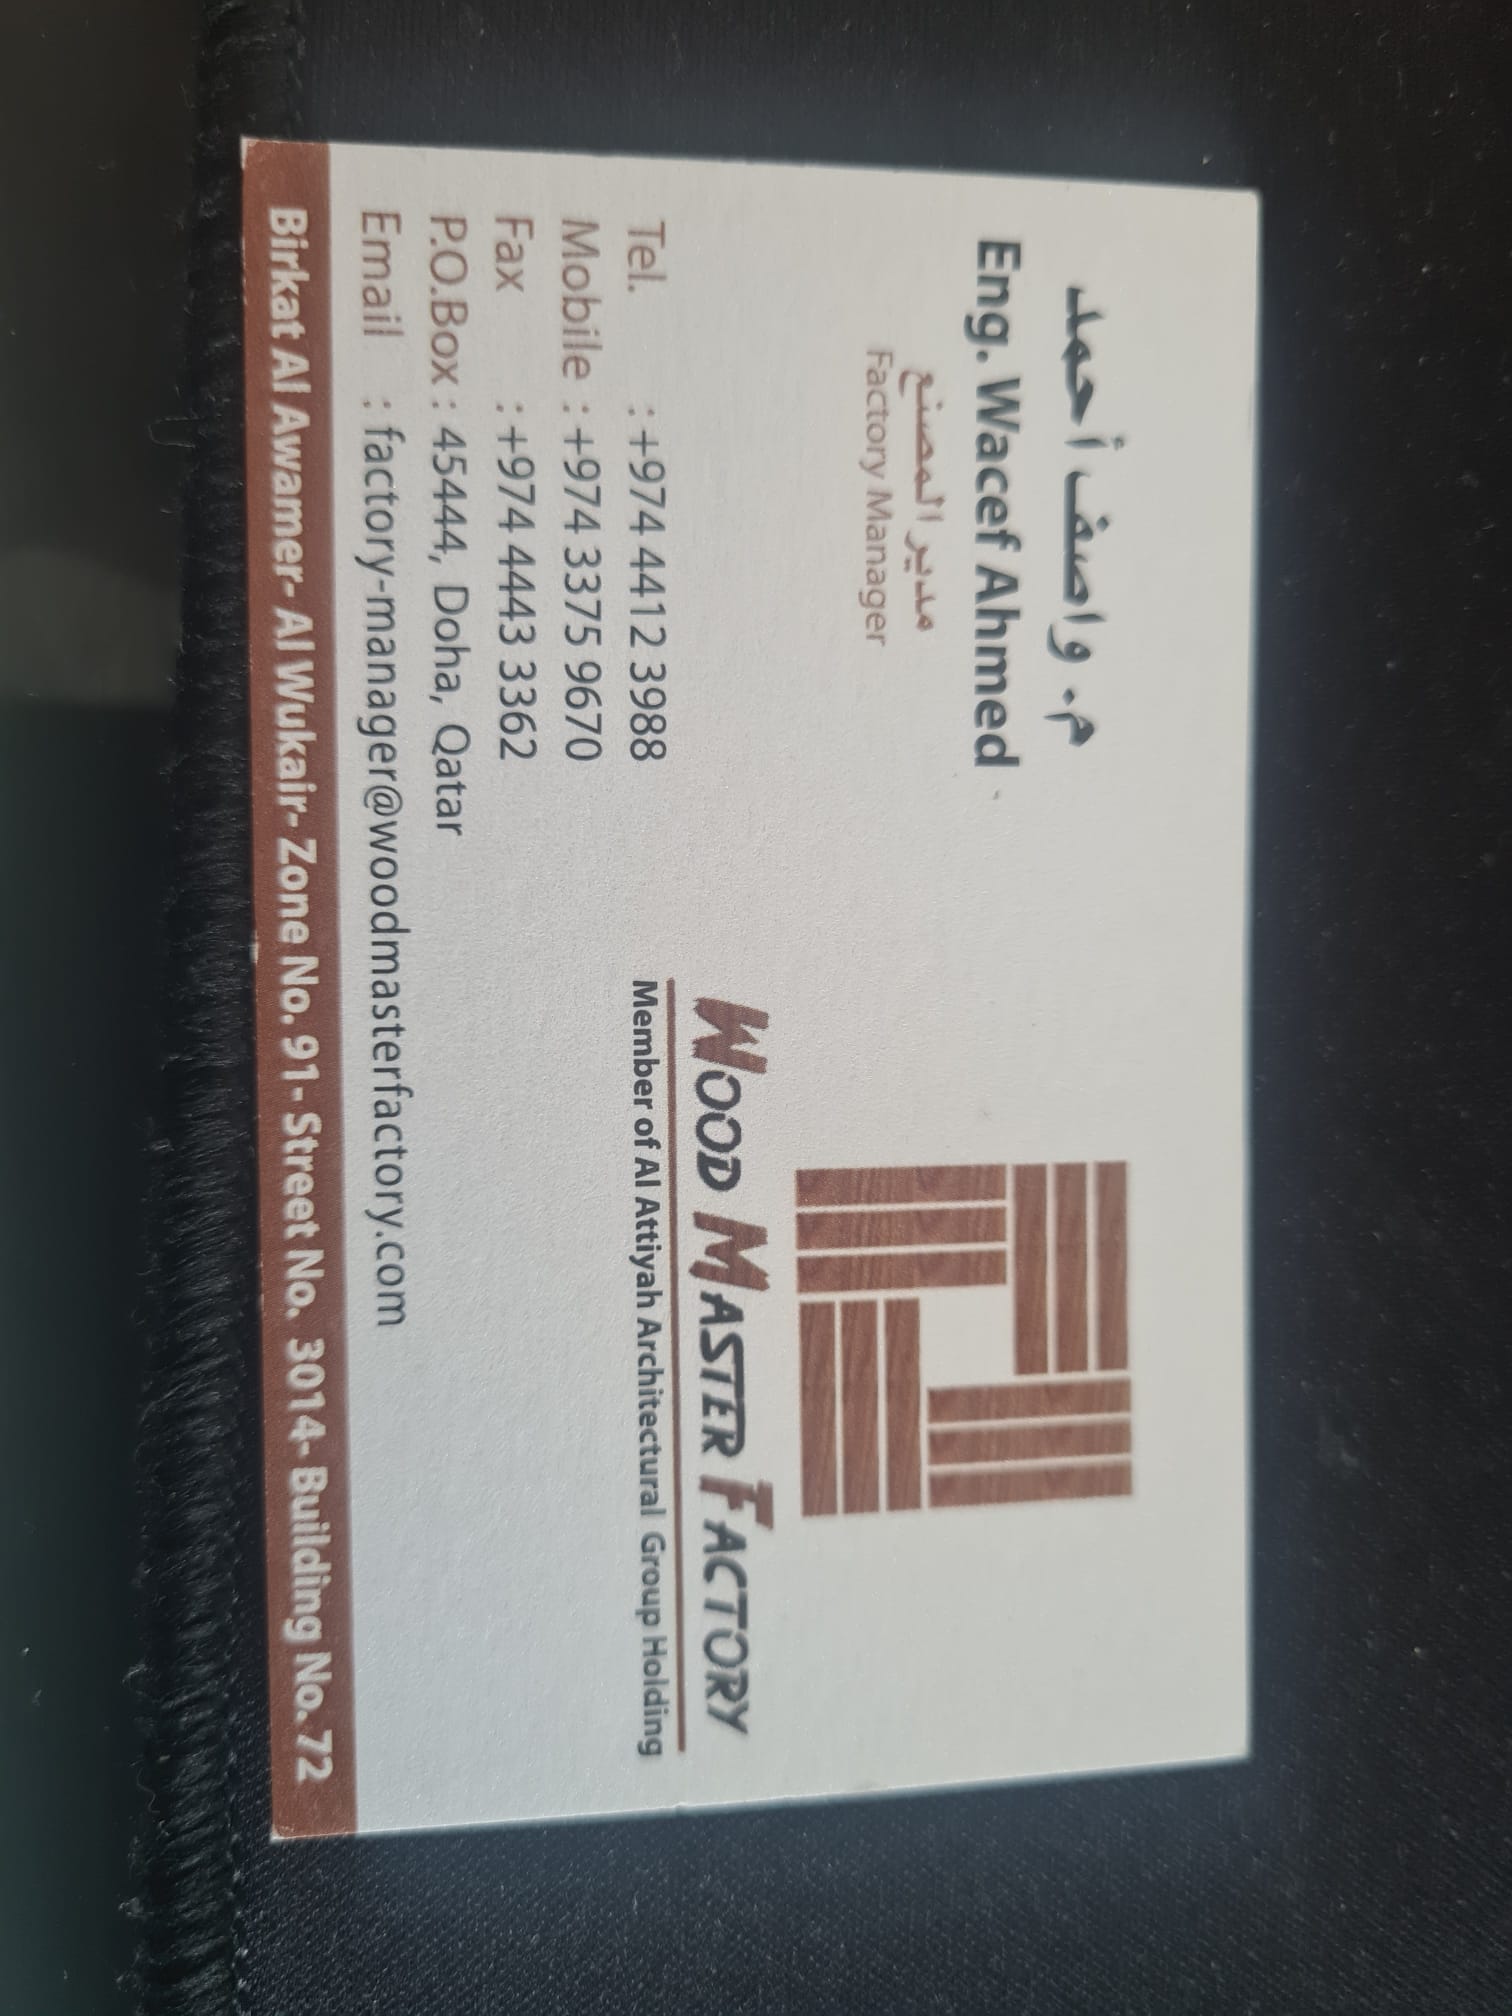 م. واصف أحمد
Eng. Wacef Ahmed
مدير المصنع
Factory Manager
WOOD MASTER FACTORY
Member of Al Attiyah Architectural Group Holding
Tel. : +974 4412 3988
Mobile : +974 3375 9670
Fax : +974 4443 3362
P.O.Box : 45444, Doha, Qatar
Email : factory-manager@woodmasterfactory.com
Birkat Al Awamer- Al Wukair- Zone No. 91- Street No. 3014- Building No. 72